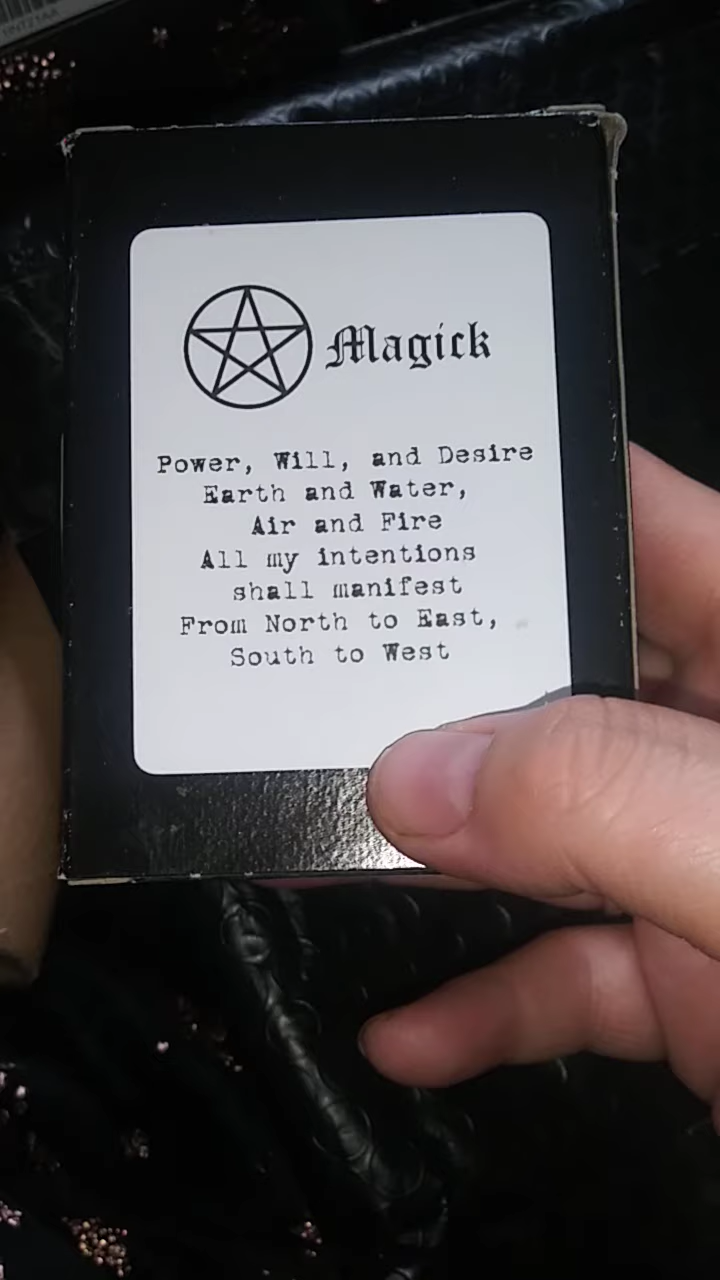 Magick
Power, Will, and Desire
Earth and Water,
Air and Fire
All my intentions
shall manifest
From North to East,
South to West